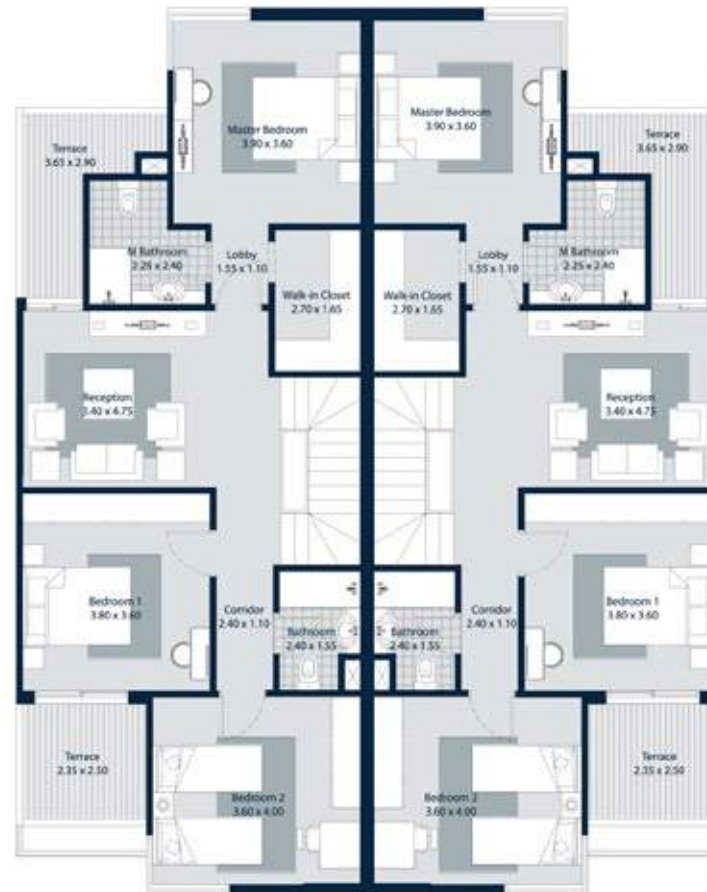 Master Bedroom
3.90 x 3.60
Master Bedroom
3.90 x 3.60
Terrace
3.65 x 2.90
Terrace
3.65 x 2.90
M Bathroom
2.25 x 2.40
Lobby
1.55 x 1.10
Walk-in Closet
2.70 x 1.65
Walk-in Closet
2.70 x 1.65
Lobby
1.55 x 1.10
M Bathroom
2.25 x 2.40
Reception
3.40 x 4.75
Reception
3.40 x 4.75
Bedroom 1
3.80 x 3.60
Corridor
2.40 x 1.10
Bathroom
2.40 x 1.55
Bathroom
2.40 x 1.55
Corridor
2.40 x 1.10
Bedroom 1
3.80 x 3.60
Terrace
2.35 x 2.50
Bedroom 2
3.60 x 4.00
Bedroom 2
3.60 x 4.00
Terrace
2.35 x 2.50